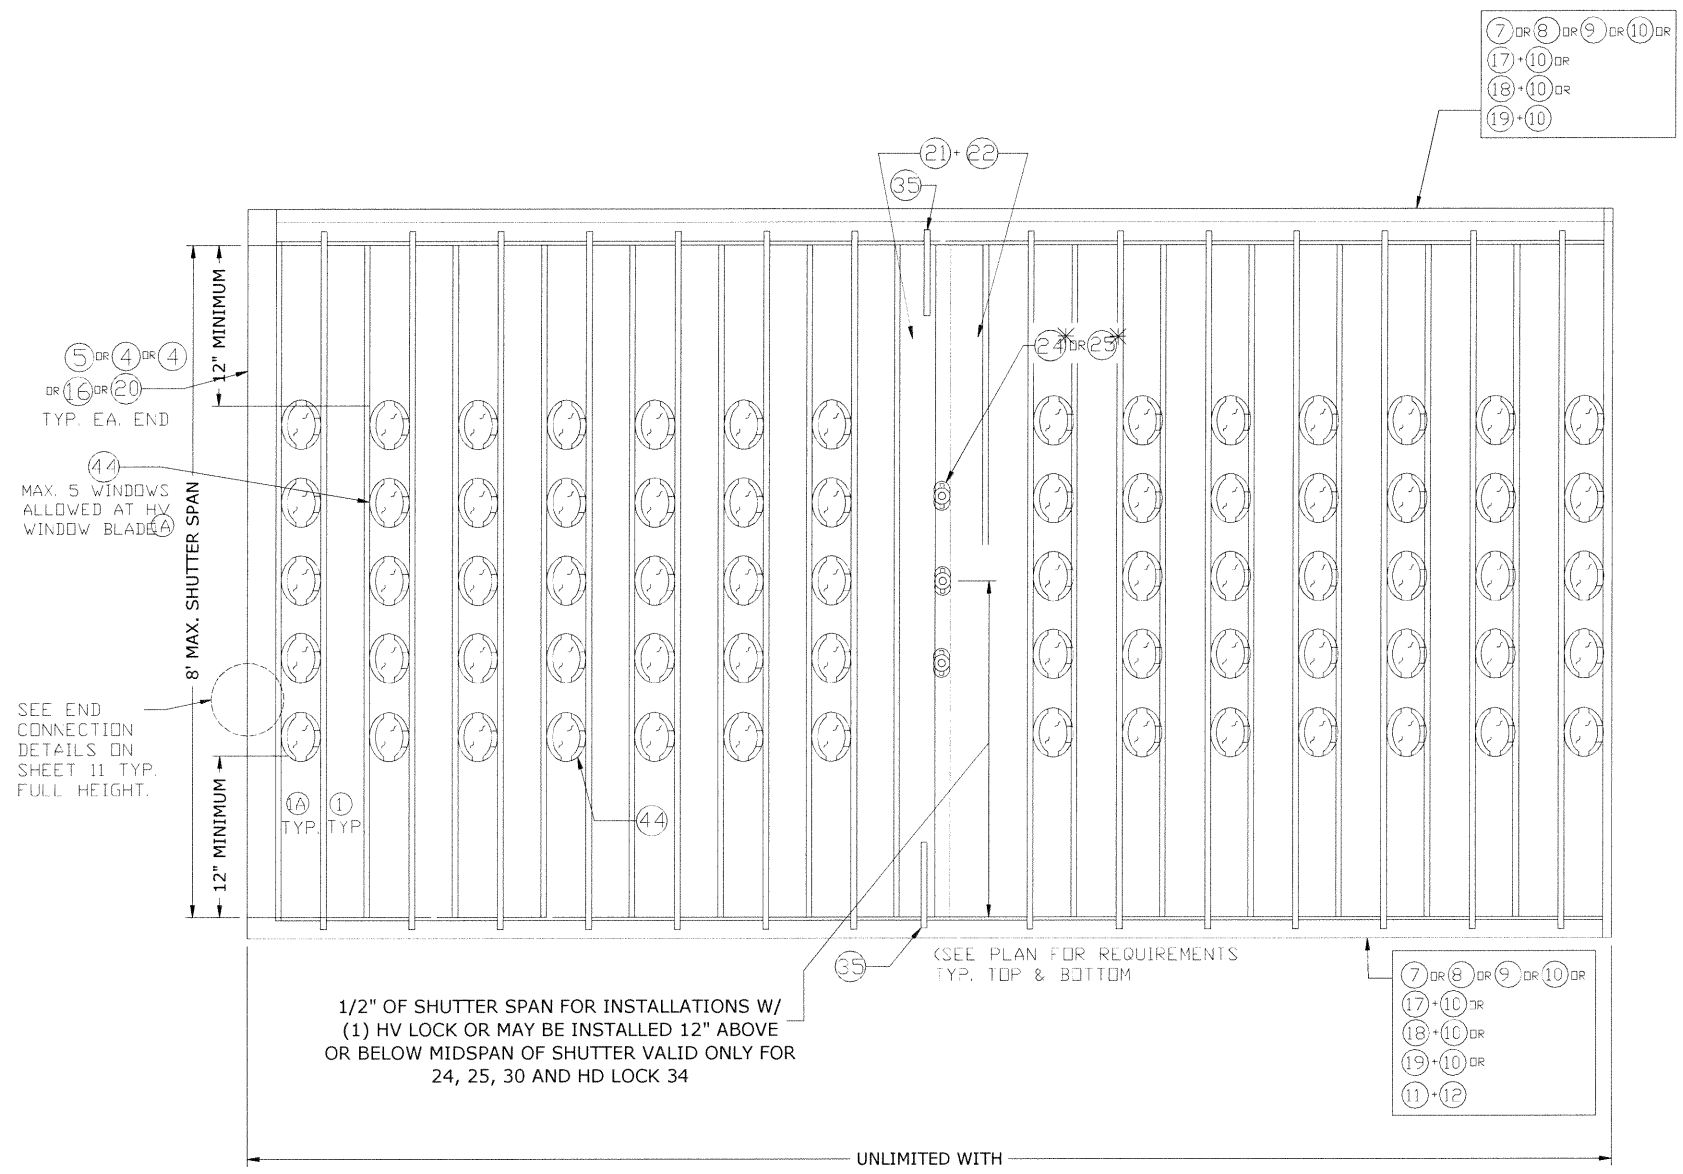 7 OR 8 OR 9 OR 10 OR
17 + 10 OR
18 + 10 OR
19 + 10
21 + 22
35
12" MINIMUM
24* OR 25*
5 OR 4 OR 4
OR 16 OR 20
TYP. EA. END
44
MAX. 5 WINDOWS
ALLOWED AT HV
WINDOW BLADE A
8' MAX. SHUTTER SPAN
SEE END
CONNECTION
DETAILS ON
SHEET 11 TYP.
FULL HEIGHT.
12" MINIMUM
1A
TYP.
1
TYP
44
35
(SEE PLAN FOR REQUIREMENTS
TYP. TOP & BOTTOM
7 OR 8 OR 9 OR 10 OR
17 + 10 OR
18 + 10 OR
19 + 10 OR
11 + 12
1/2" OF SHUTTER SPAN FOR INSTALLATIONS W/
(1) HV LOCK OR MAY BE INSTALLED 12" ABOVE
OR BELOW MIDSPAN OF SHUTTER VALID ONLY FOR
24, 25, 30 AND HD LOCK 34
UNLIMITED WITH